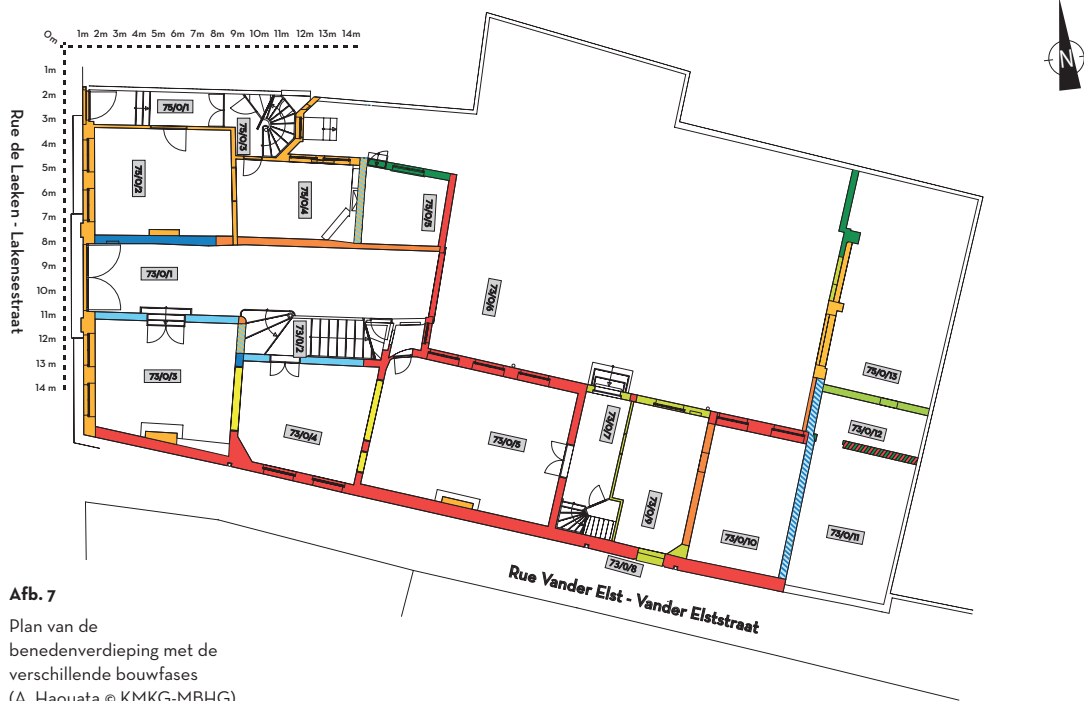 0m 1m 2m 3m 4m 5m 6m 7m 8m 9m 10m 11m 12m 13m 14m
1m
2m
3m
4m
5m
6m
7m
8m
9m
10m
11m
12m
13 m
14 m
Rue de Laeken - Lakensestraat
N
75/0/1
75/0/3
75/0/2
75/0/4
75/0/5
73/0/1
73/0/6
73/0/2
73/0/3
73/0/4
73/0/5
73/0/7
73/0/9
73/0/8
73/0/10
75/0/13
73/0/12
73/0/11
Rue Vander Elst - Vander Elststraat
Afb. 7
Plan van de
benedenverdieping met de
verschillende bouwfases
(A. Haouata © KMKG-MBHG)